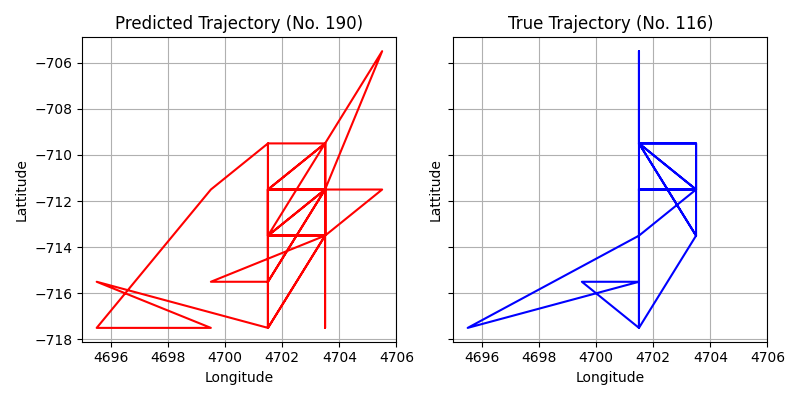 Predicted Trajectory (No. 190)
True Trajectory (No. 116)
−706
−708
−710
−712
−714
−716
−718
Lattitude
Lattitude
4696 4698 4700 4702 4704 4706
4696 4698 4700 4702 4704 4706
Longitude
Longitude